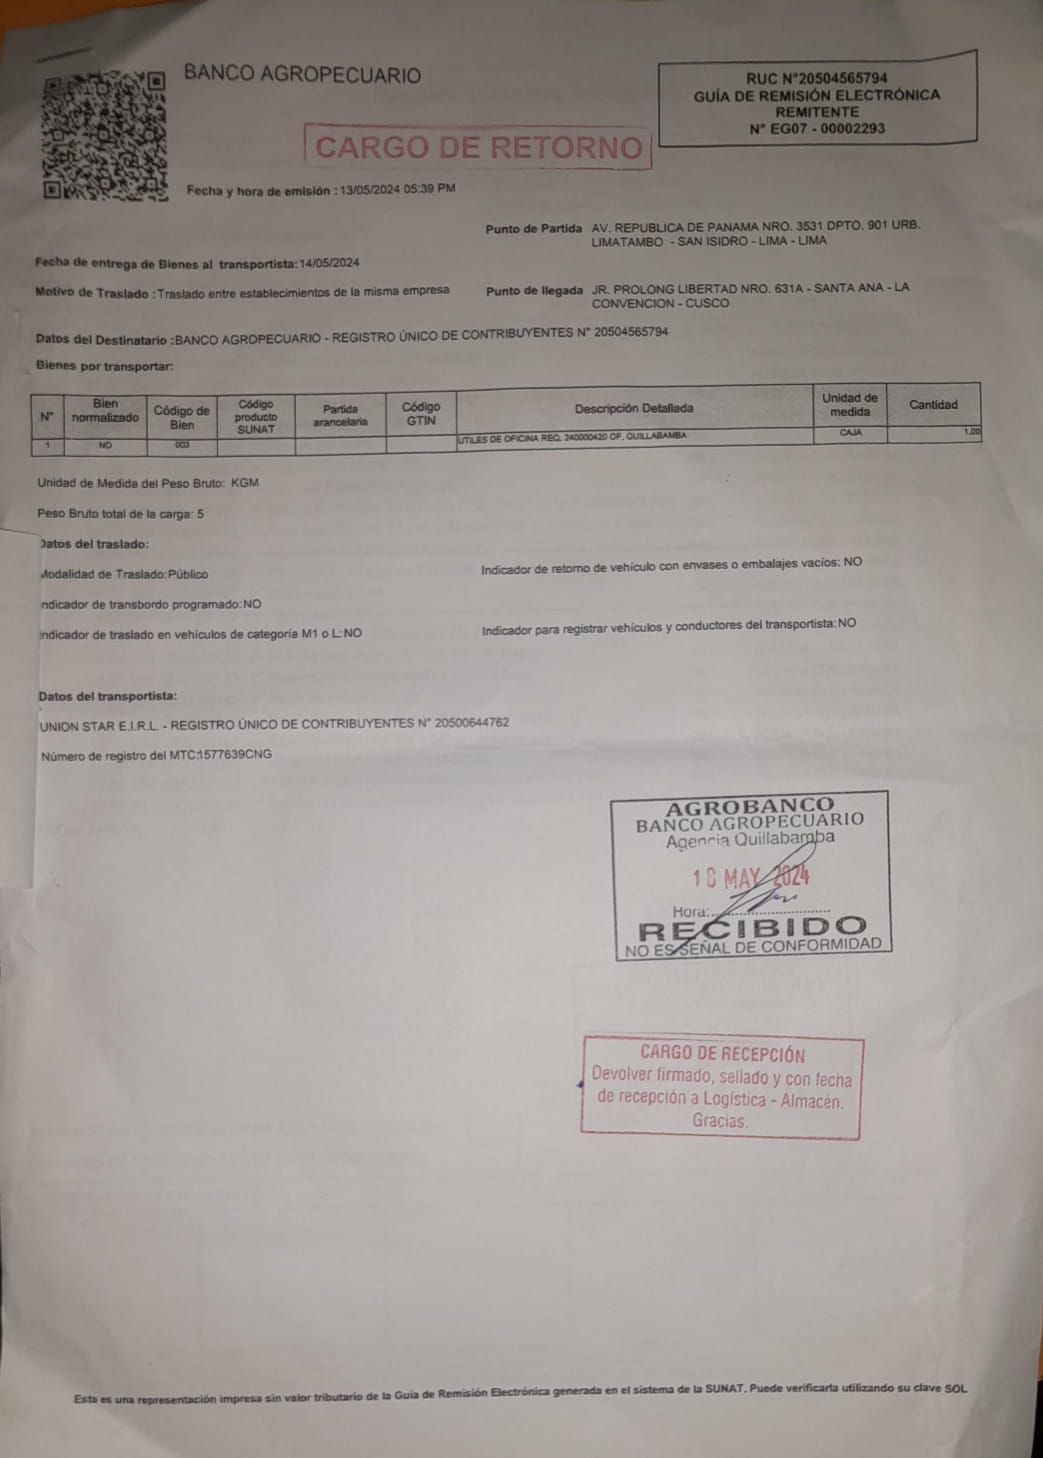 BANCO AGROPECUARIO
RUC N°20504565794
GUÍA DE REMISIÓN ELECTRÓNICA
REMITENTE
N° EG07 - 00002293
CARGO DE RETORNO
Fecha y hora de emisión : 13/05/2024 05:39 PM
Punto de Partida AV. REPUBLICA DE PANAMA NRO. 3531 DPTO. 901 URB.
LIMATAMBO - SAN ISIDRO - LIMA - LIMA
Fecha de entrega de Bienes al transportista: 14/05/2024
Motivo de Traslado :Traslado entre establecimientos de la misma empresa
Punto de llegada JR. PROLONG LIBERTAD NRO. 631A - SANTA ANA - LA
CONVENCION - CUSCO
Datos del Destinatario :BANCO AGROPECUARIO - REGISTRO ÚNICO DE CONTRIBUYENTES N° 20504565794
Bienes por transportar:
N° Bien normalizado Código de Bien Código producto SUNAT Partida arancelaria Código GTIN Descripción Detallada Unidad de medida Cantidad
1 NO 003 UTILES DE OFICINA REQ. 240000420 OF. QUILLABAMBA CAJA 1.00
Unidad de Medida del Peso Bruto: KGM
Peso Bruto total de la carga: 5
Datos del traslado:
Modalidad de Traslado:Público
Indicador de retorno de vehículo con envases o embalajes vacíos: NO
ndicador de transbordo programado:NO
ndicador de traslado en vehículos de categoría M1 o L:NO
Indicador para registrar vehículos y conductores del transportista:NO
Datos del transportista:
UNION STAR E.I.R.L. - REGISTRO ÚNICO DE CONTRIBUYENTES N° 20500644762
Número de registro del MTC:1577639CNG
AGROBANCO
BANCO AGROPECUARIO
Agencia Quillabamba
18 MAY 2024
Hora:
RECIBIDO
NO ES SEÑAL DE CONFORMIDAD
CARGO DE RECEPCIÓN
Devolver firmado, sellado y con fecha
de recepción a Logística - Almacén.
Gracias.
Esta es una representación impresa sin valor tributario de la Guía de Remisión Electrónica generada en el sistema de la SUNAT. Puede verificarla utilizando su clave SOL